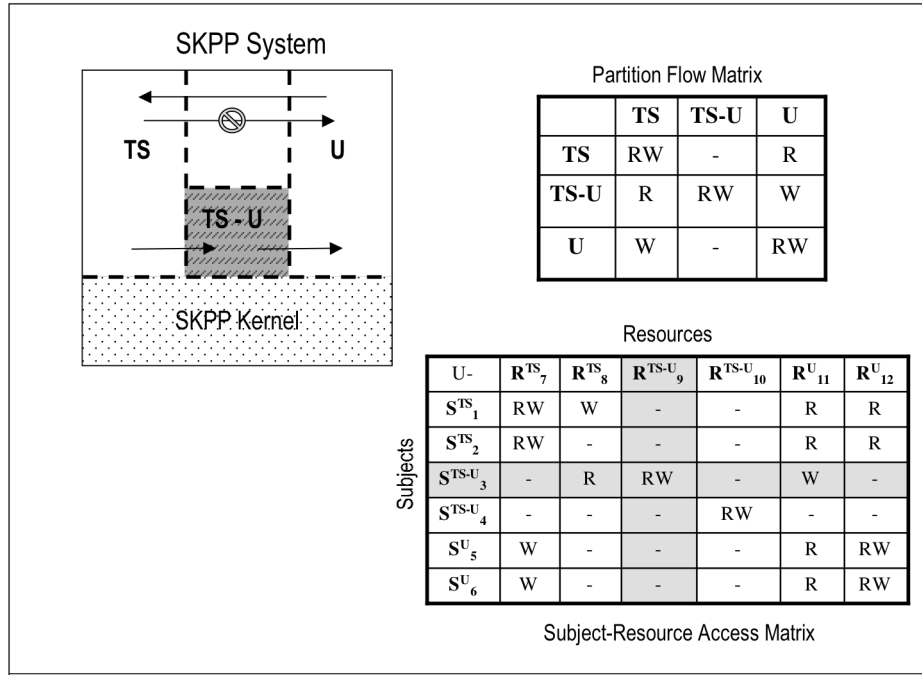 SKPP System
TS
U
TS - U
SKPP Kernel
Partition Flow Matrix
TS TS-U U
TS RW - R
TS-U R RW W
U W - RW
Resources
U- R^TS_7 R^TS_8 R^TS-U_9 R^TS-U_10 R^U_11 R^U_12
Subjects
S^TS_1 RW W - - R R
S^TS_2 RW - - - R R
S^TS-U_3 - R RW - W -
S^TS-U_4 - - - RW - -
S^U_5 W - - - R RW
S^U_6 W - - - R RW
Subject-Resource Access Matrix